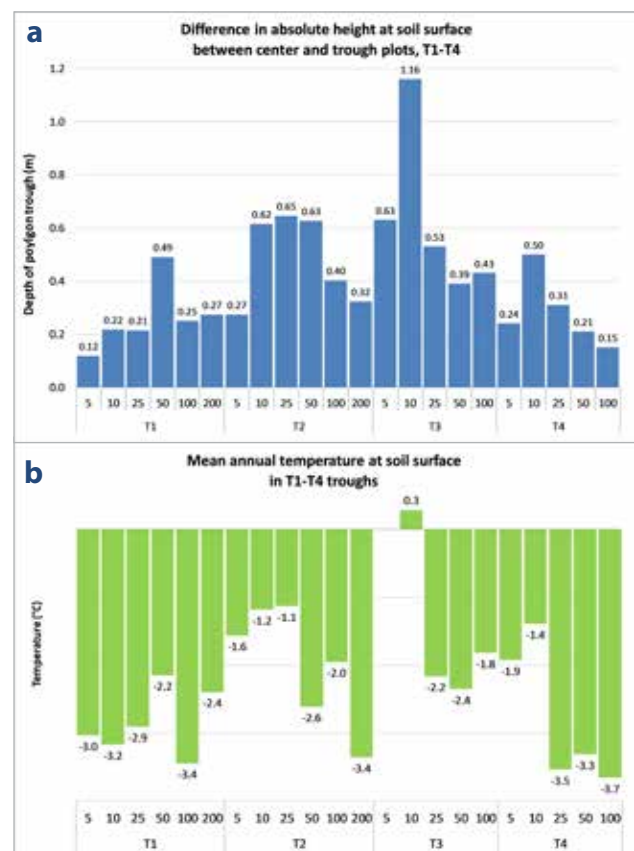 a
Difference in absolute height at soil surface
between center and trough plots, T1-T4
Depth of poylgon trough (m)
1.2
1.0
0.8
0.6
0.4
0.2
0.0
0.12 0.22 0.21 0.49 0.25 0.27 0.27 0.62 0.65 0.63 0.40 0.32 0.63 1.16 0.53 0.39 0.43 0.24 0.50 0.31 0.21 0.15
5 10 25 50 100 200 5 10 25 50 100 200 5 10 25 50 100 5 10 25 50 100
T1 T2 T3 T4
b
Mean annual temperature at soil surface
in T1-T4 troughs
Temperature (°C)
-3.0 -3.2 -2.9 -2.2 -3.4 -2.4 -1.6 -1.2 -1.1 -2.6 -2.0 -3.4 0.3 -2.2 -2.4 -1.8 -1.9 -1.4 -3.5 -3.3 -3.7
5 10 25 50 100 200 5 10 25 50 100 200 5 10 25 50 100 5 10 25 50 100
T1 T2 T3 T4